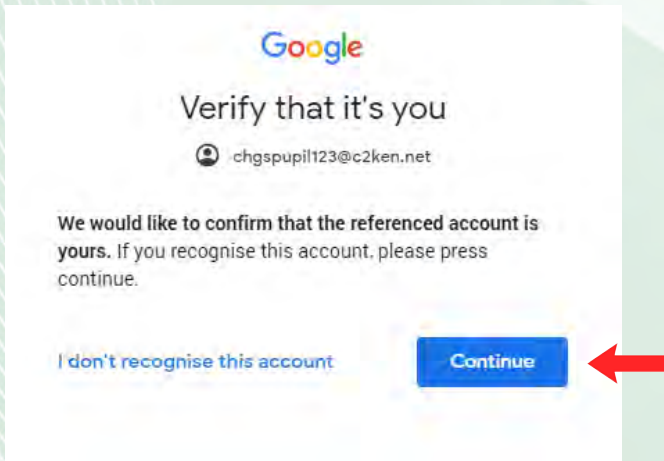 Google
Verify that it's you
chgspupil123@c2ken.net
We would like to confirm that the referenced account is
yours. If you recognise this account, please press
continue.
I don't recognise this account
Continue